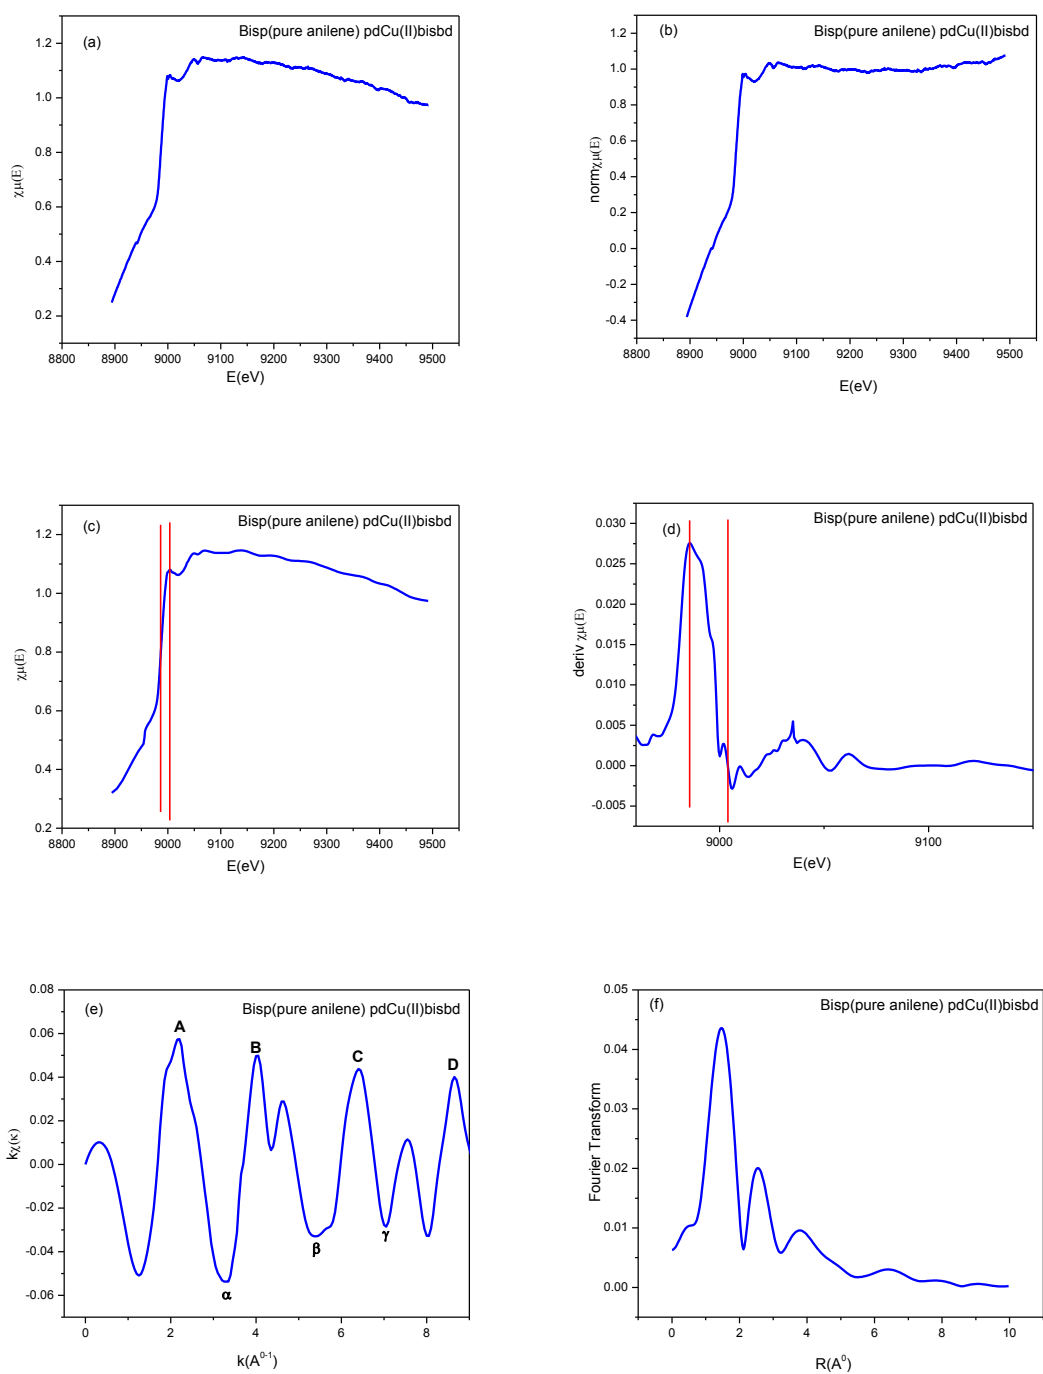 (a)
Bisp(pure anilene) pdCu(II)bisbd
χμ(E)
1.2
1.0
0.8
0.6
0.4
0.2
8800 8900 9000 9100 9200 9300 9400 9500
E(eV)
(b)
Bisp(pure anilene) pdCu(II)bisbd
normχμ(E)
1.2
1.0
0.8
0.6
0.4
0.2
0.0
-0.2
-0.4
8800 8900 9000 9100 9200 9300 9400 9500
E(eV)
(c)
Bisp(pure anilene) pdCu(II)bisbd
χμ(E)
1.2
1.0
0.8
0.6
0.4
0.2
8800 8900 9000 9100 9200 9300 9400 9500
E(eV)
(d)
Bisp(pure anilene) pdCu(II)bisbd
deriv χμ(E)
0.030
0.025
0.020
0.015
0.010
0.005
0.000
-0.005
9000 9100
E(eV)
(e)
Bisp(pure anilene) pdCu(II)bisbd
kχ(κ)
0.08
0.06
0.04
0.02
0.00
-0.02
-0.04
-0.06
A
B
C
D
α
β
γ
0 2 4 6 8
k(A⁰⁻¹)
(f)
Bisp(pure anilene) pdCu(II)bisbd
Fourier Transform
0.05
0.04
0.03
0.02
0.01
0.00
0 2 4 6 8 10
R(A⁰)